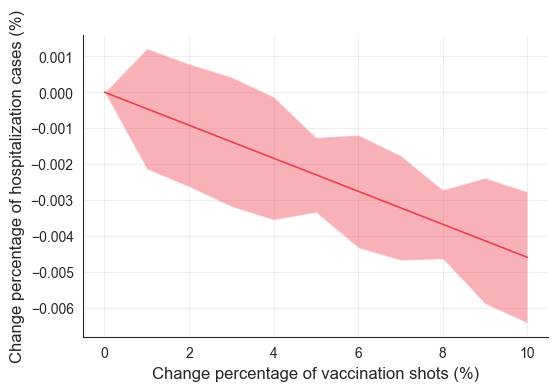 Change percentage of hospitalization cases (%)
0.001
0.000
−0.001
−0.002
−0.003
−0.004
−0.005
−0.006
0 2 4 6 8 10
Change percentage of vaccination shots (%)